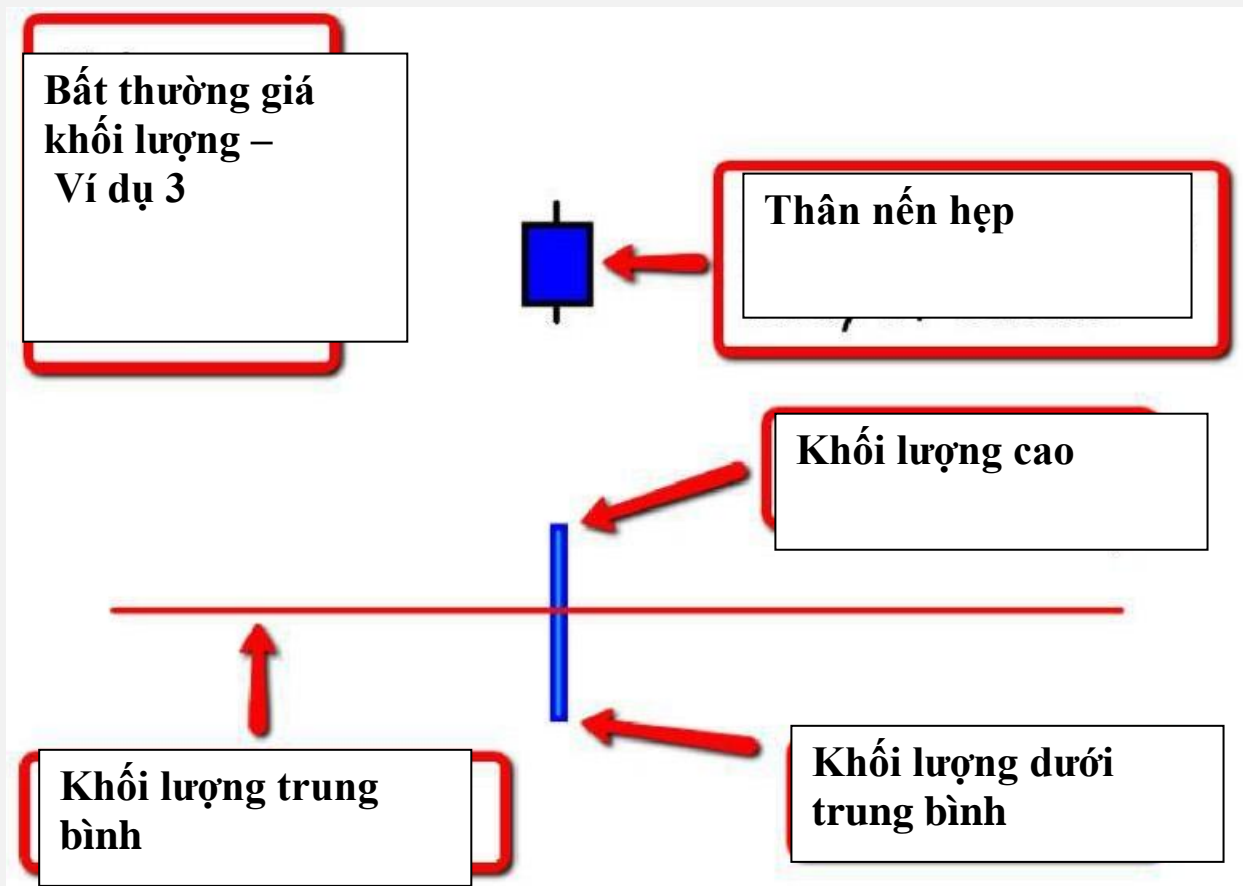 Bất thường giá
khối lượng –
Ví dụ 3
Thân nến hẹp
Khối lượng cao
Khối lượng trung
bình
Khối lượng dưới
trung bình